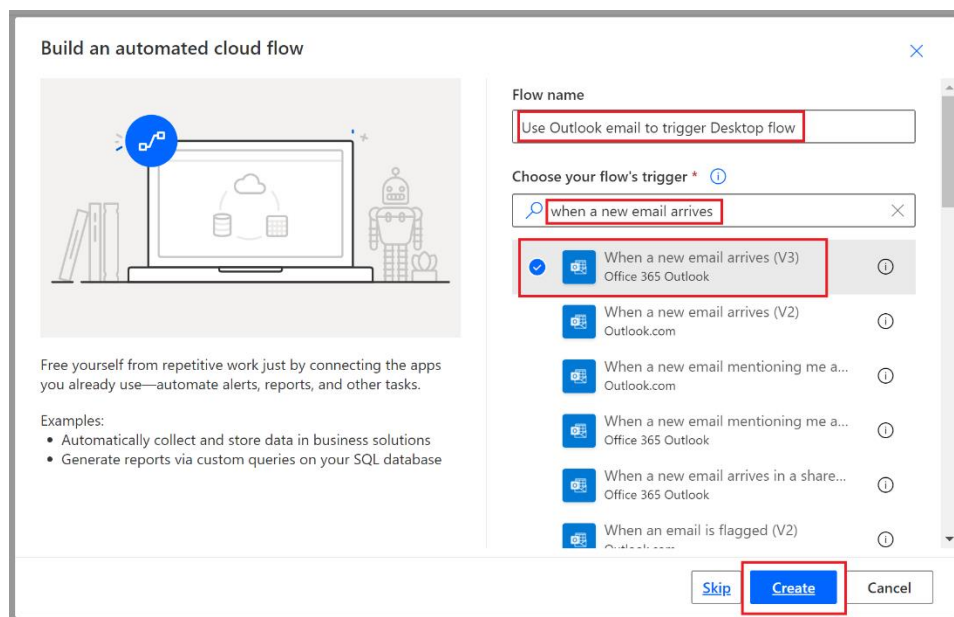 Build an automated cloud flow
Free yourself from repetitive work just by connecting the apps
you already use—automate alerts, reports, and other tasks.
Examples:
• Automatically collect and store data in business solutions
• Generate reports via custom queries on your SQL database
Flow name
Use Outlook email to trigger Desktop flow
Choose your flow's trigger *
when a new email arrives
When a new email arrives (V3)
Office 365 Outlook
When a new email arrives (V2)
Outlook.com
When a new email mentioning me a...
Outlook.com
When a new email mentioning me a...
Office 365 Outlook
When a new email arrives in a share...
Office 365 Outlook
When an email is flagged (V2)
Outlook.com
Skip
Create
Cancel